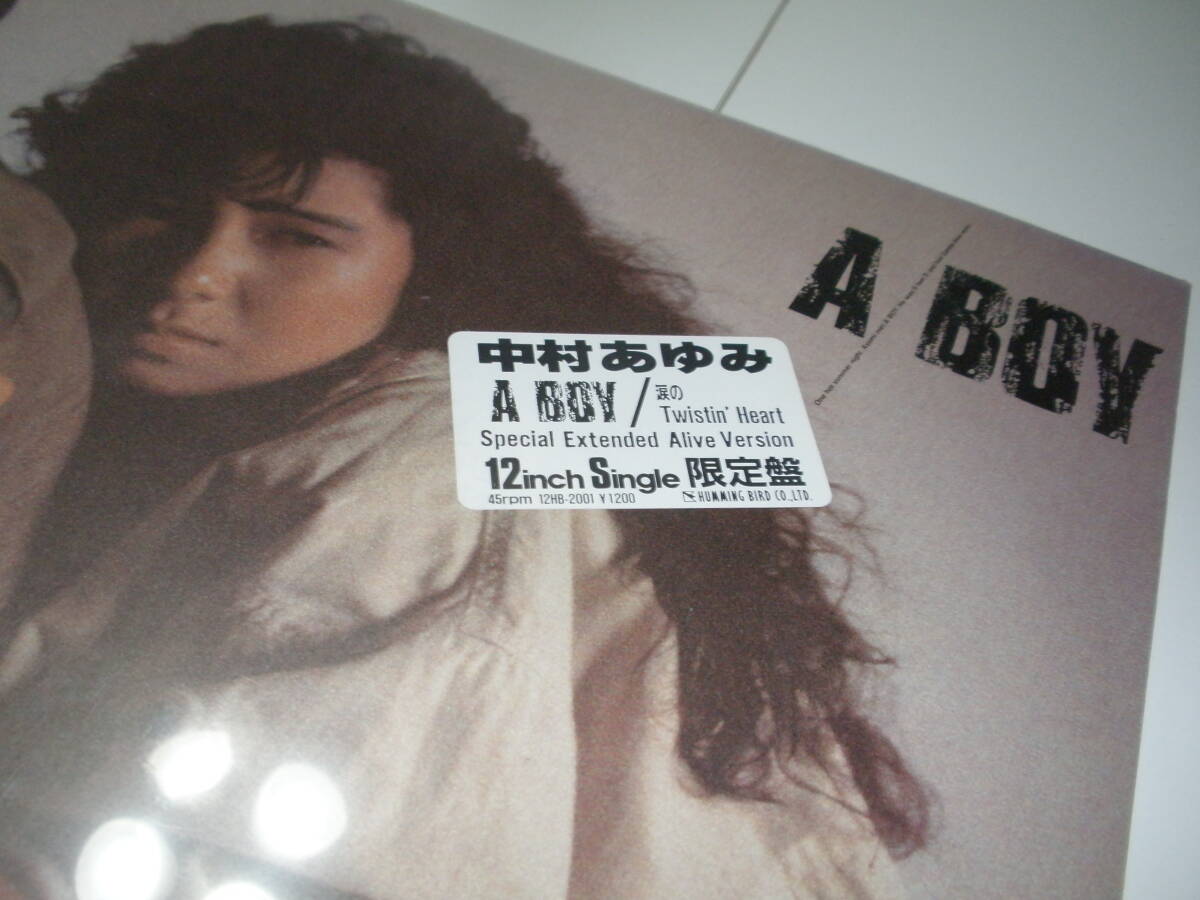 A / BOY
中村あゆみ
A BOY / 涙の
Twistin' Heart
Special Extended Alive Version
12inch Single 限定盤
45rpm 12HB-2001 ¥1200 HUMMING BIRD CO.,LTD.